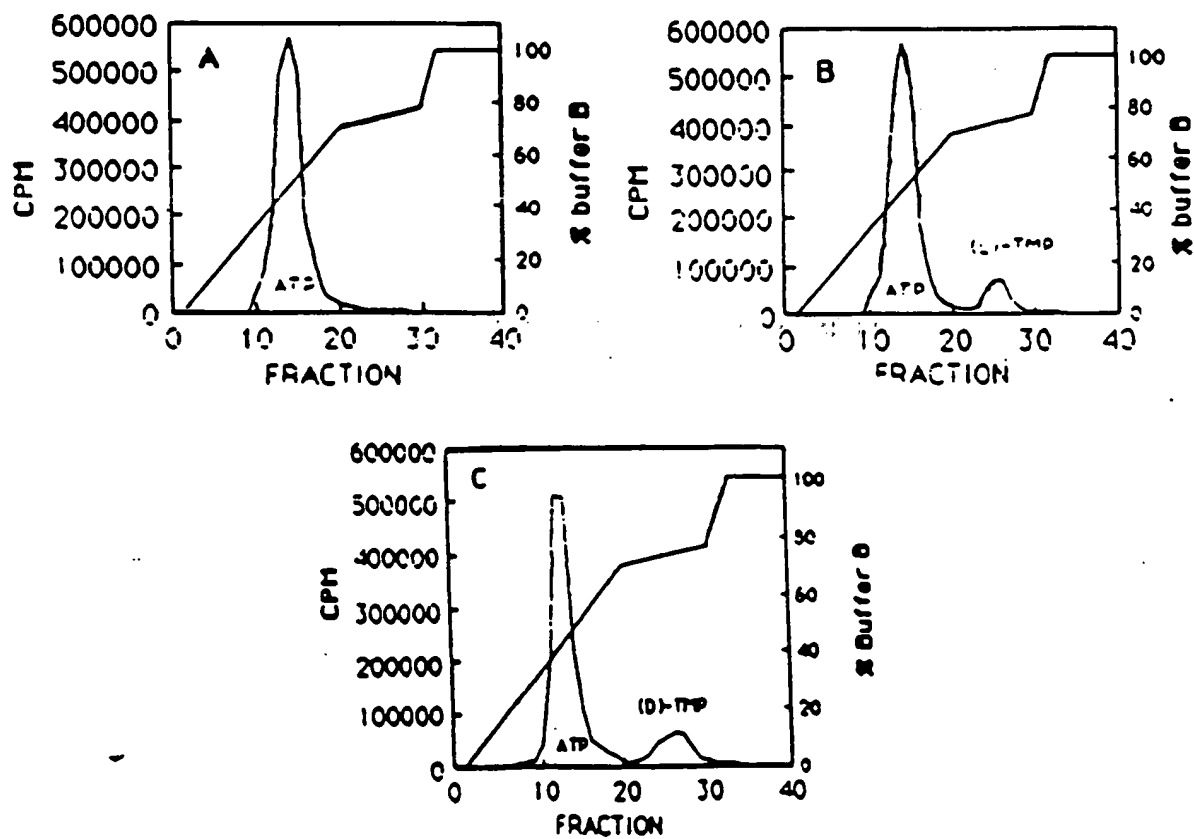 A
600000
500000
400000
300000
200000
100000
0
CPM
100
80
60
40
20
0
% buffer B
ATP
0 10 20 30 40
FRACTION
B
600000
500000
400000
300000
200000
100000
0
CPM
100
80
60
40
20
0
% buffer B
ATP
(L)-TMP
0 10 20 30 40
FRACTION
C
600000
500000
400000
300000
200000
100000
0
CPM
100
80
60
40
20
0
% Buffer B
ATP
(D)-TMP
0 10 20 30 40
FRACTION